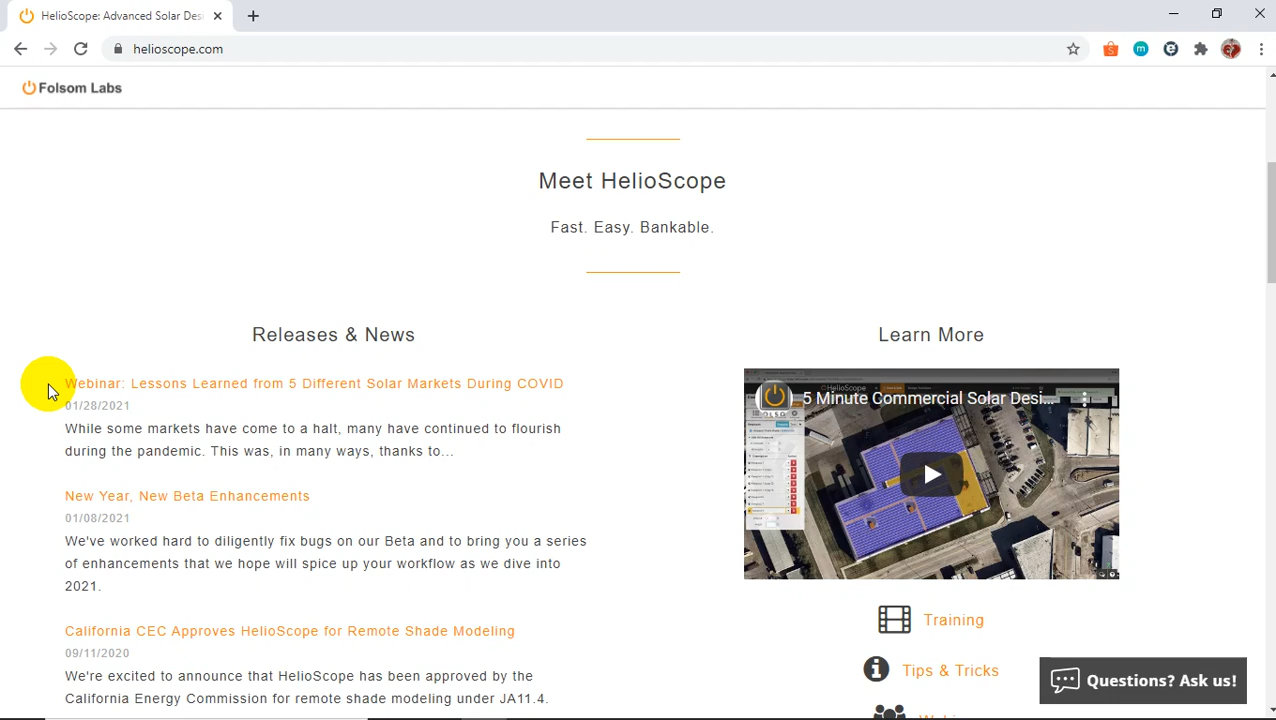 HelioScope: Advanced Solar Des
helioscope.com
Folsom Labs
Meet HelioScope
Fast. Easy. Bankable.
Releases & News
Webinar: Lessons Learned from 5 Different Solar Markets During COVID
01/28/2021
While some markets have come to a halt, many have continued to flourish
during the pandemic. This was, in many ways, thanks to...
New Year, New Beta Enhancements
01/08/2021
We've worked hard to diligently fix bugs on our Beta and to bring you a series
of enhancements that we hope will spice up your workflow as we dive into
2021.
California CEC Approves HelioScope for Remote Shade Modeling
09/11/2020
We're excited to announce that HelioScope has been approved by the
California Energy Commission for remote shade modeling under JA11.4.
Learn More
5 Minute Commercial Solar Desi...
Training
Tips & Tricks
Questions? Ask us!